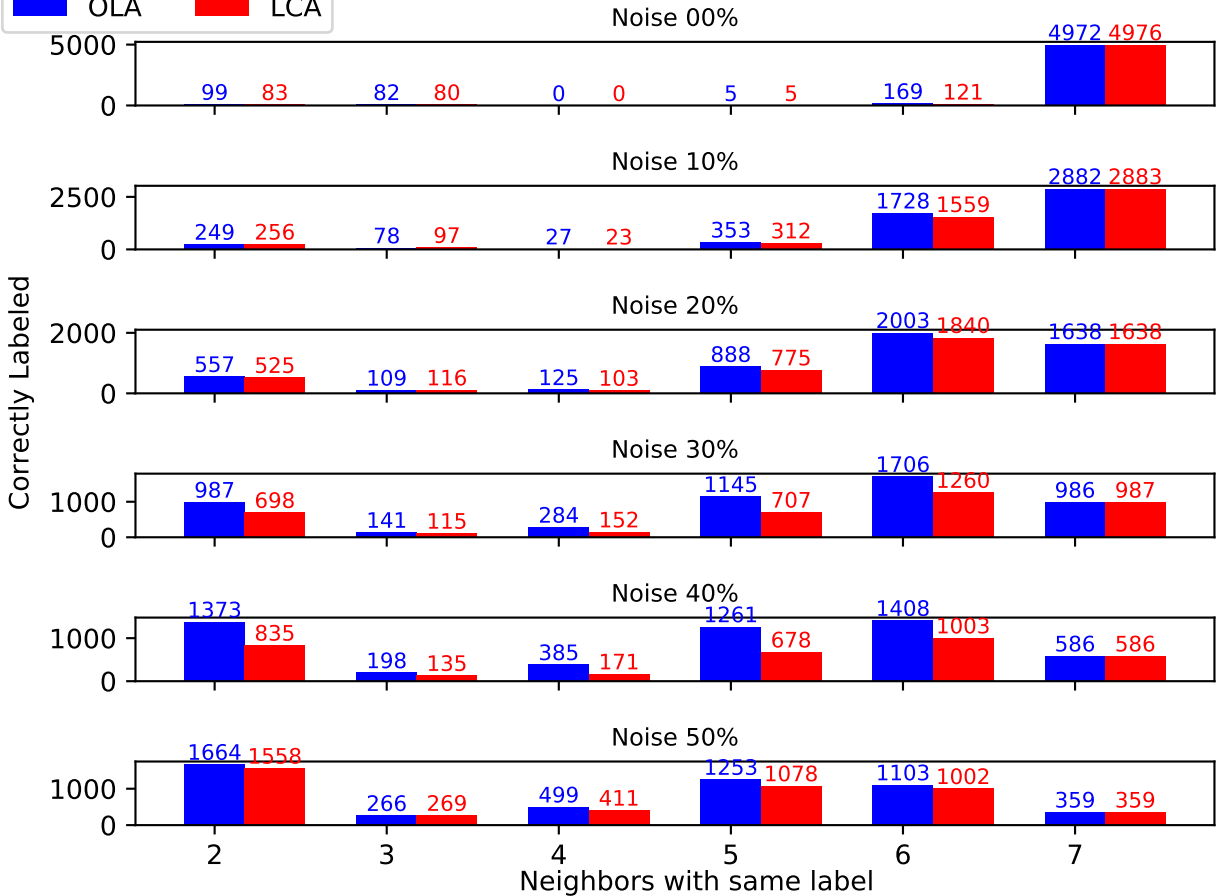 OLA LCA
Noise 00%
4972 4976
5000
99 83 82 80 0 0 5 5 169 121
0
Noise 10%
2882 2883
2500
1728 1559
249 256 78 97 27 23 353 312
0
Noise 20%
2003 1840 1638 1638
2000
557 525 109 116 125 103 888 775
0
Noise 30%
1706 1260
1145 707
987 698 141 115 284 152 986 987
1000
0
Noise 40%
1373 835 198 135 385 171 1261 678 1408 1003 586 586
1000
0
Noise 50%
1664 1558 266 269 499 411 1253 1078 1103 1002 359 359
1000
0
2 3 4 5 6 7
Neighbors with same label
Correctly Labeled